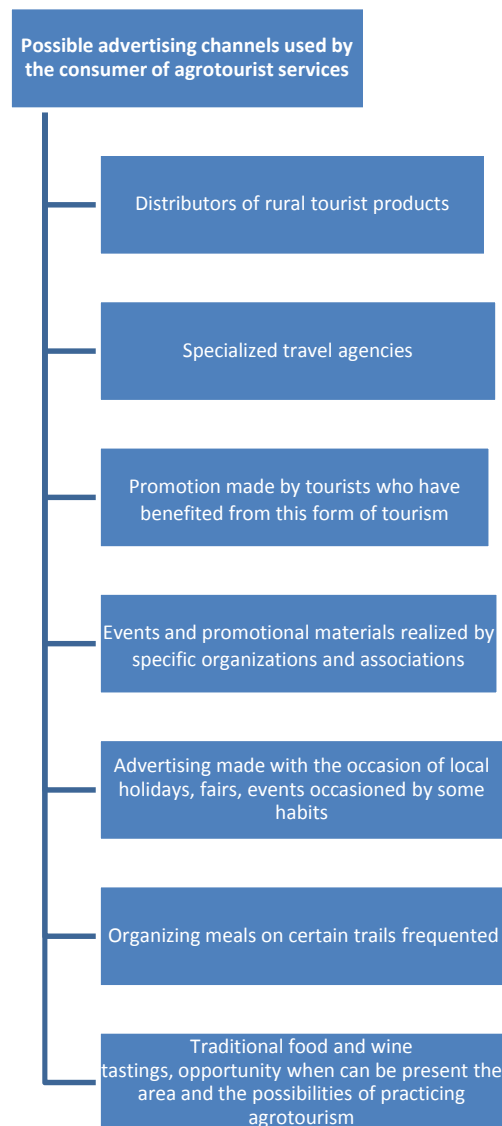 Possible advertising channels used by
the consumer of agrotourist services
Distributors of rural tourist products
Specialized travel agencies
Promotion made by tourists who have
benefited from this form of tourism
Events and promotional materials realized by
specific organizations and associations
Advertising made with the occasion of local
holidays, fairs, events occasioned by some
habits
Organizing meals on certain trails frequented
Traditional food and wine
tastings, opportunity when can be present the
area and the possibilities of practicing
agrotourism